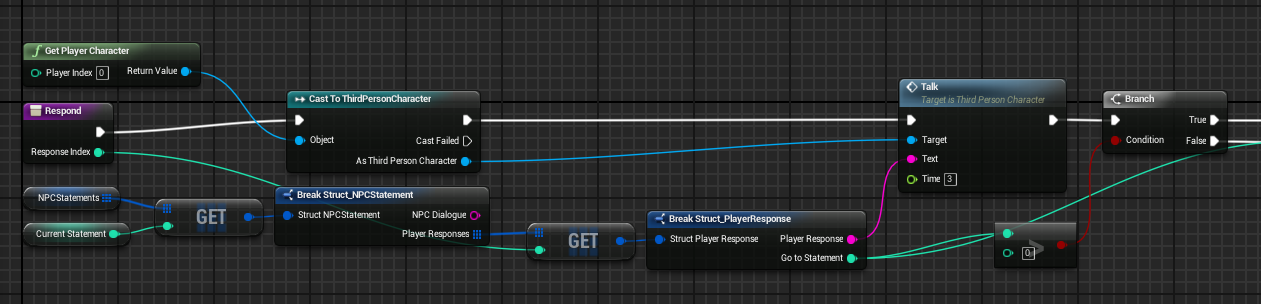 Get Player Character
Player Index 0 Return Value
Respond
Response Index
Cast To ThirdPersonCharacter
Object Cast Failed
As Third Person Character
NPCStatements
Current Statement
GET
Break Struct_NPCStatement
Struct NPCStatement NPC Dialogue
Player Responses
GET
Break Struct_PlayerResponse
Struct Player Response Player Response
Go to Statement
Talk
Target is Third Person Character
Target
Text
Time 3
Branch
True
Condition False
0 >